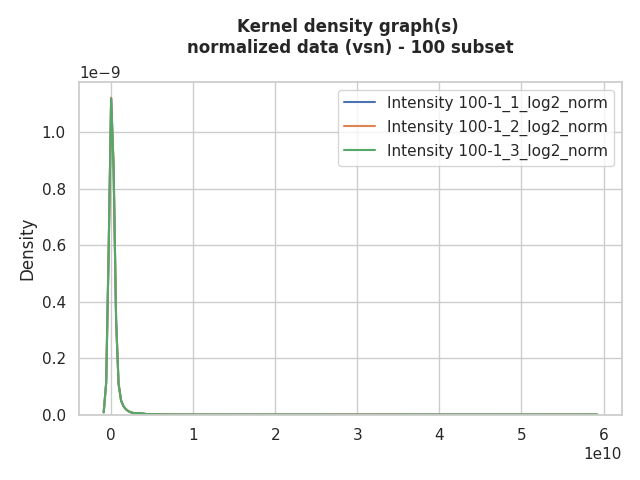 Kernel density graph(s)
normalized data (vsn) - 100 subset
1e−9
Intensity 100-1_1_log2_norm
Intensity 100-1_2_log2_norm
Intensity 100-1_3_log2_norm
1.0
0.8
0.6
0.4
0.2
0.0
Density
0 1 2 3 4 5 6
1e10